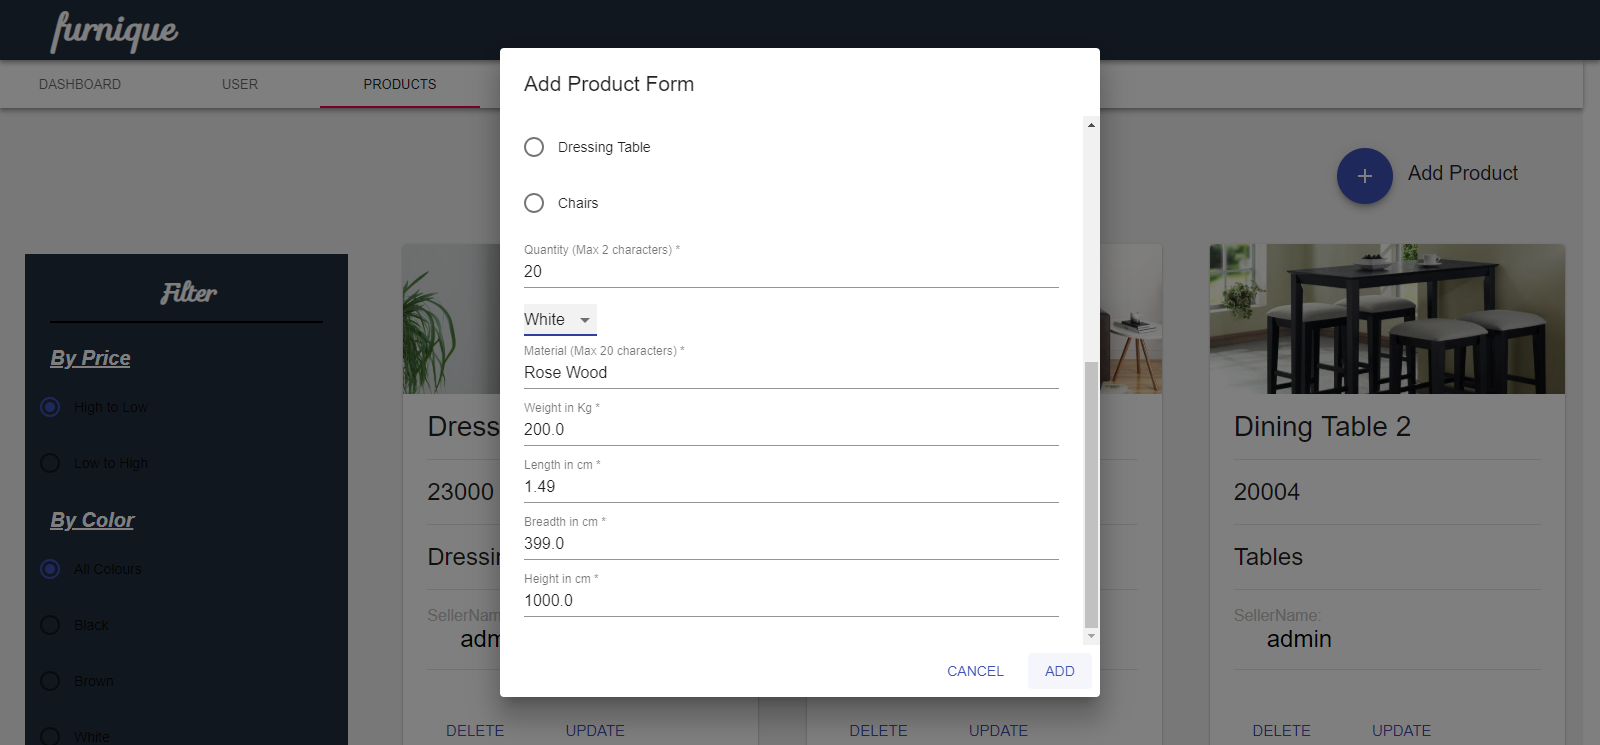 furnique
DASHBOARD USER PRODUCTS
Add Product
Filter
By Price
High to Low
Low to High
By Color
All Colours
Black
Brown
White
Add Product Form
Dressing Table
Chairs
Quantity (Max 2 characters) *
20
White
Material (Max 20 characters) *
Rose Wood
Weight in Kg *
200.0
Length in cm *
1.49
Breadth in cm *
399.0
Height in cm *
1000.0
CANCEL ADD
23000
DELETE UPDATE
DELETE UPDATE
Dining Table 2
20004
Tables
SellerName:
admin
DELETE UPDATE